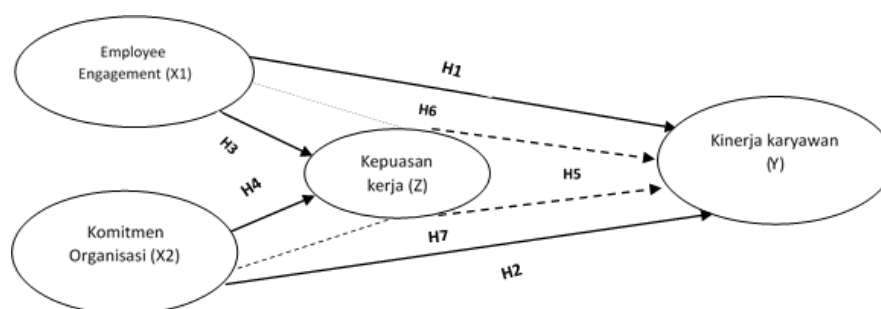 Employee
Engagement (X1)
H1
H6
H3
Kepuasan
kerja (Z)
H5
Kinerja karyawan
(Y)
H4
Komitmen
Organisasi (X2)
H7
H2